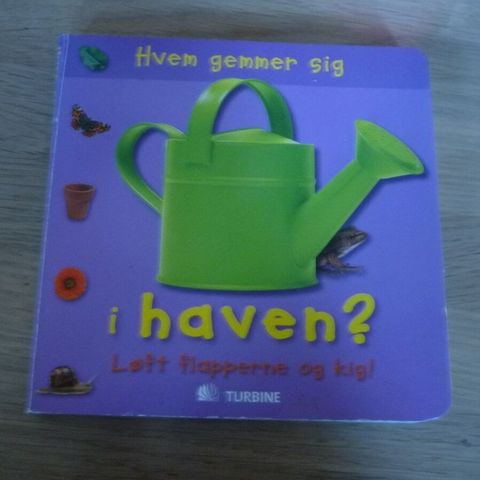 Hvem gemmer sig
i haven?
Løft flapperne og kig!
TURBINE